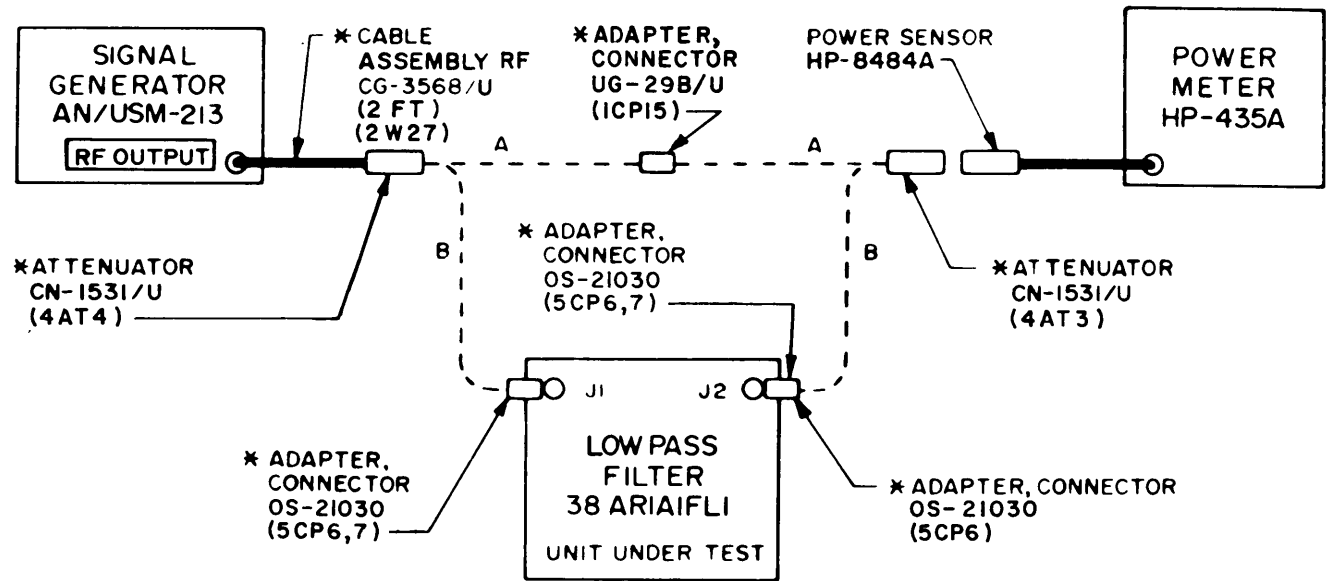 SIGNAL
GENERATOR
AN/USM-213
RF OUTPUT
* CABLE
ASSEMBLY RF
CG-3568/U
(2 FT)
(2W27)
* ADAPTER,
CONNECTOR
UG-29B/U
(1CP15)
POWER SENSOR
HP-8484A
POWER
METER
HP-435A
A
A
B
B
* ATTENUATOR
CN-1531/U
(4AT4)
* ADAPTER,
CONNECTOR
OS-21030
(5CP6,7)
* ATTENUATOR
CN-1531/U
(4AT3)
J1
J2
LOW PASS
FILTER
38 ARIAIFLI
UNIT UNDER TEST
* ADAPTER,
CONNECTOR
OS-21030
(5CP6,7)
* ADAPTER, CONNECTOR
OS-21030
(5CP6)